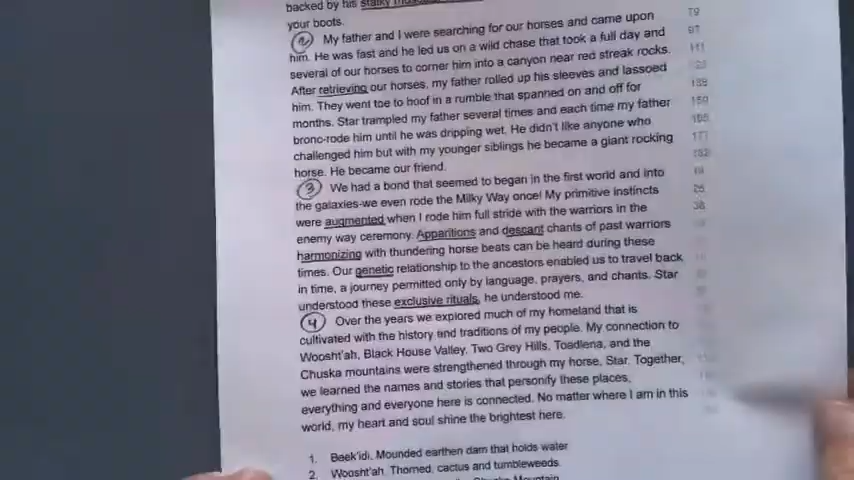 backed by his stalky
your boots.
2 My father and I were searching for our horses and came upon 79
him. He was fast and he led us on a wild chase that took a full day and 97
several of our horses to corner him into a canyon near red streak rocks. 111
After retrieving our horses, my father rolled up his sleeves and lassoed
him. They went toe to hoof in a rumble that spanned on and off for
months. Star trampled my father several times and each time my father
bronc-rode him until he was dripping wet. He didn't like anyone who
challenged him but with my younger siblings he became a giant rocking 177
horse. He became our friend.
3 We had a bond that seemed to began in the first world and into
the galaxies-we even rode the Milky Way once! My primitive instincts
were augmented when I rode him full stride with the warriors in the
enemy way ceremony. Apparitions and descant chants of past warriors
harmonizing with thundering horse beats can be heard during these
times. Our genetic relationship to the ancestors enabled us to travel back
in time, a journey permitted only by language, prayers, and chants. Star
understood these exclusive rituals, he understood me.
4 Over the years we explored much of my homeland that is
cultivated with the history and traditions of my people. My connection to
Woosht'ah, Black House Valley, Two Grey Hills, Toadlena, and the
Chuska mountains were strengthened through my horse, Star. Together,
we learned the names and stories that personify these places,
everything and everyone here is connected. No matter where I am in this
world, my heart and soul shine the brightest here.
1. Beek'idi. Mounded earthen dam that holds water
2. Woosht'ah. Thorned, cactus and tumbleweeds
Mountain